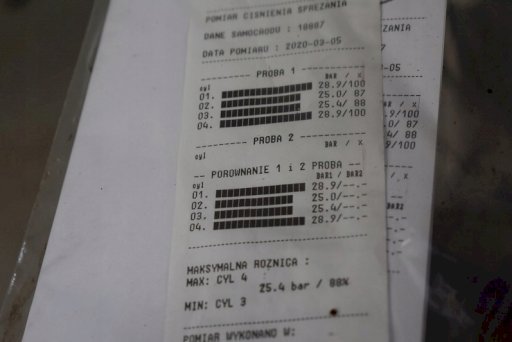 POMIAR CISNIENIA SPREZANIA
DANE SAMOCHODU : 10807
DATA POMIARU : 2020-09-05
PROBA 1
cyl BAR / %
01. 28.9/100
02. 25.0/ 87
03. 25.4/ 88
04. 28.9/100
PROBA 2
cyl BAR / %
-- POROWNANIE 1 i 2 PROBA --
cyl BAR1 / BAR2
01. 28.9/--.-
02. 25.0/--.-
03. 25.4/--.-
04. 28.9/--.-
MAKSYMALNA ROZNICA :
MAX: CYL 4
25.4 bar / 88%
MIN: CYL 3
POMIAR WYKONANO W: